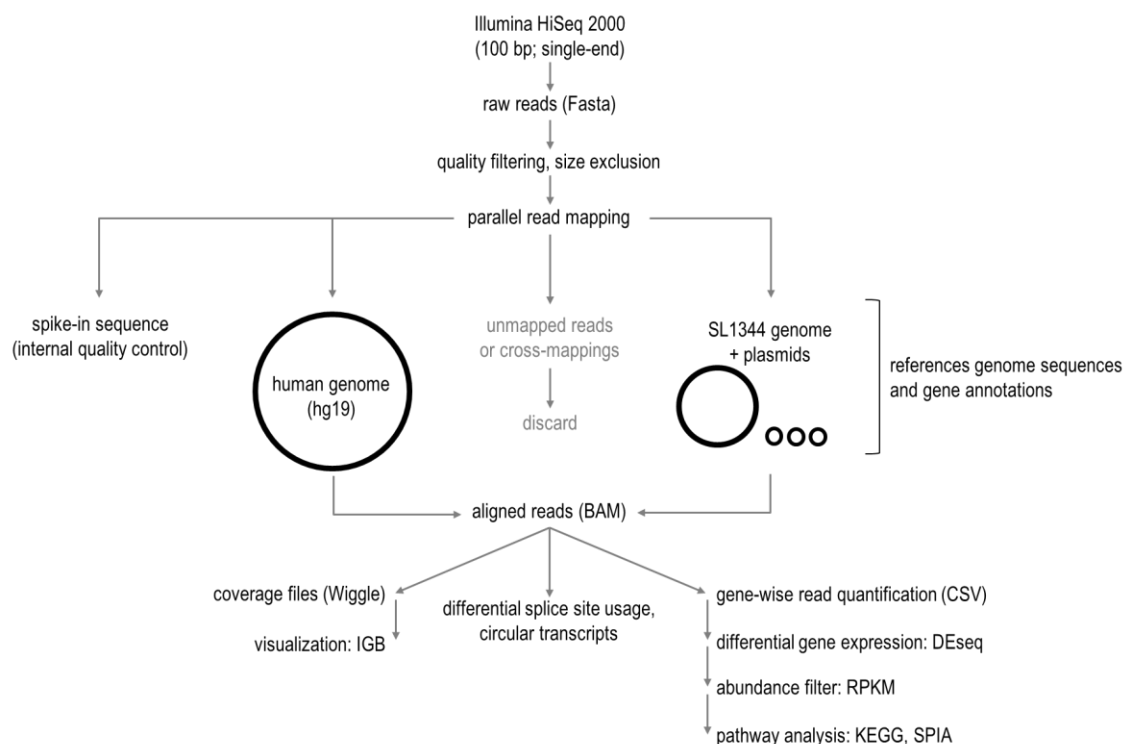 Illumina HiSeq 2000
(100 bp; single-end)
raw reads (Fasta)
quality filtering, size exclusion
parallel read mapping
spike-in sequence
(internal quality control)
human genome
(hg19)
unmapped reads
or cross-mappings
discard
SL1344 genome
+ plasmids
references genome sequences
and gene annotations
aligned reads (BAM)
coverage files (Wiggle)
visualization: IGB
differential splice site usage,
circular transcripts
gene-wise read quantification (CSV)
differential gene expression: DEseq
abundance filter: RPKM
pathway analysis: KEGG, SPIA